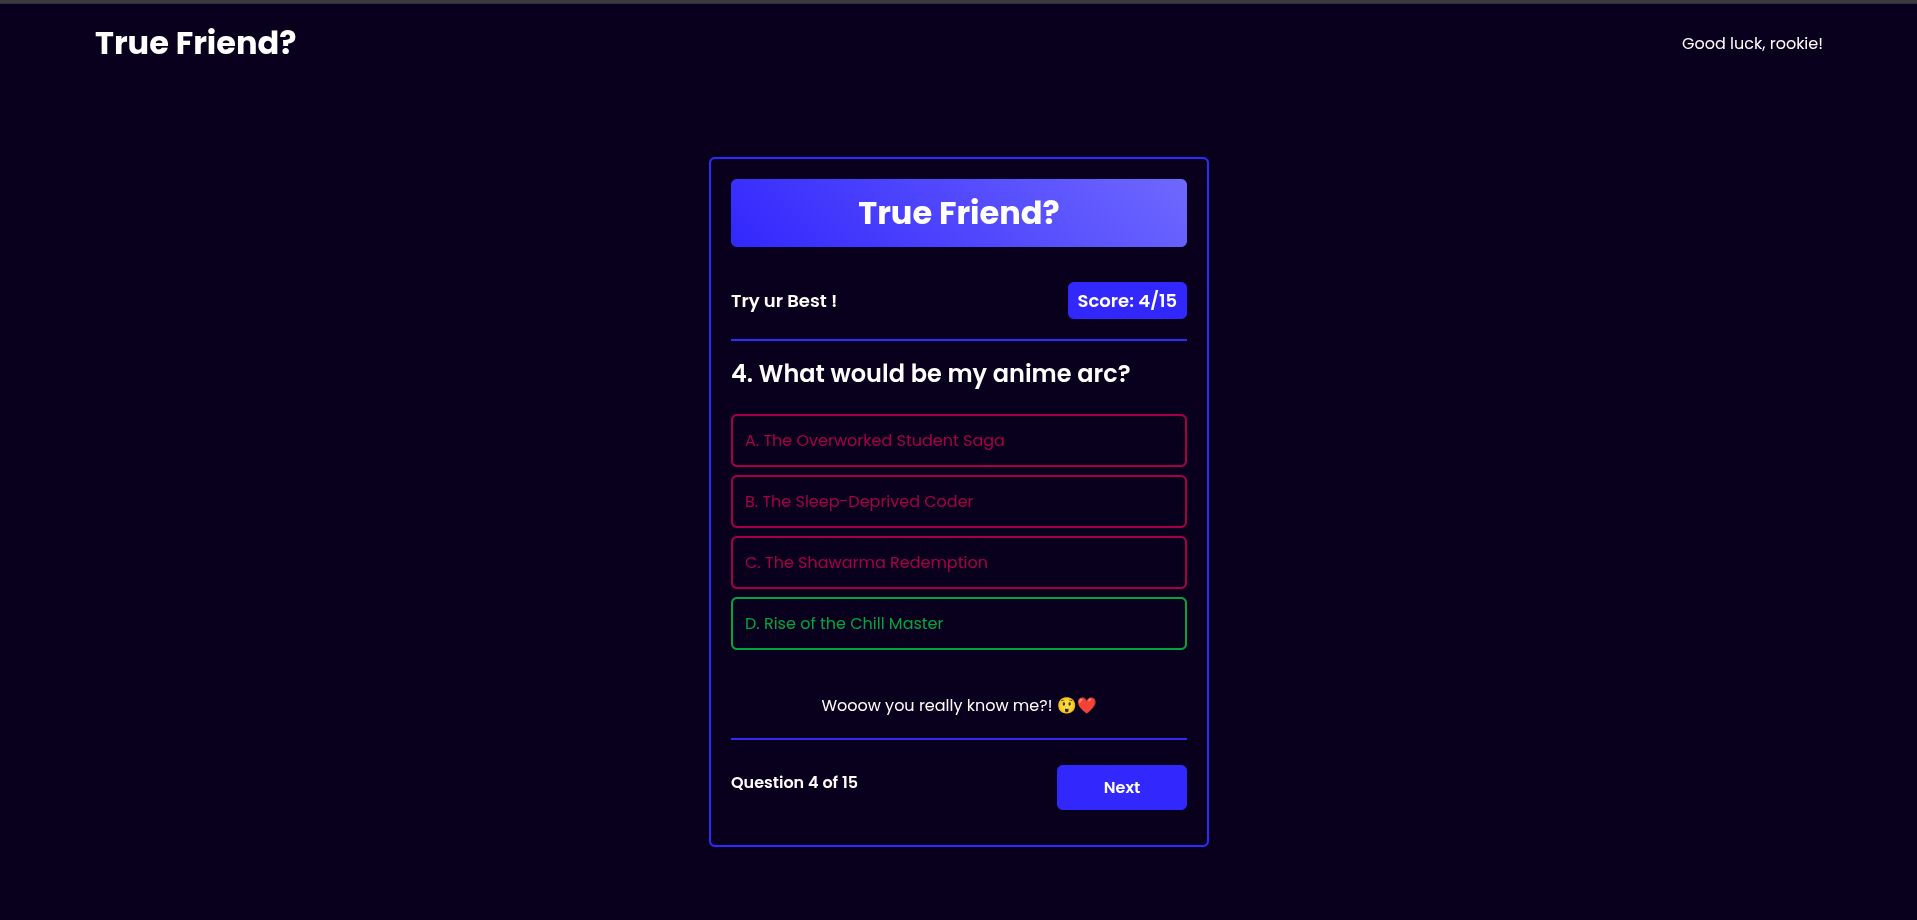 True Friend?
Good luck, rookie!
True Friend?
Try ur Best !
Score: 4/15
4. What would be my anime arc?
A. The Overworked Student Saga
B. The Sleep-Deprived Coder
C. The Shawarma Redemption
D. Rise of the Chill Master
Wooow you really know me?! 😲❤️
Question 4 of 15
Next